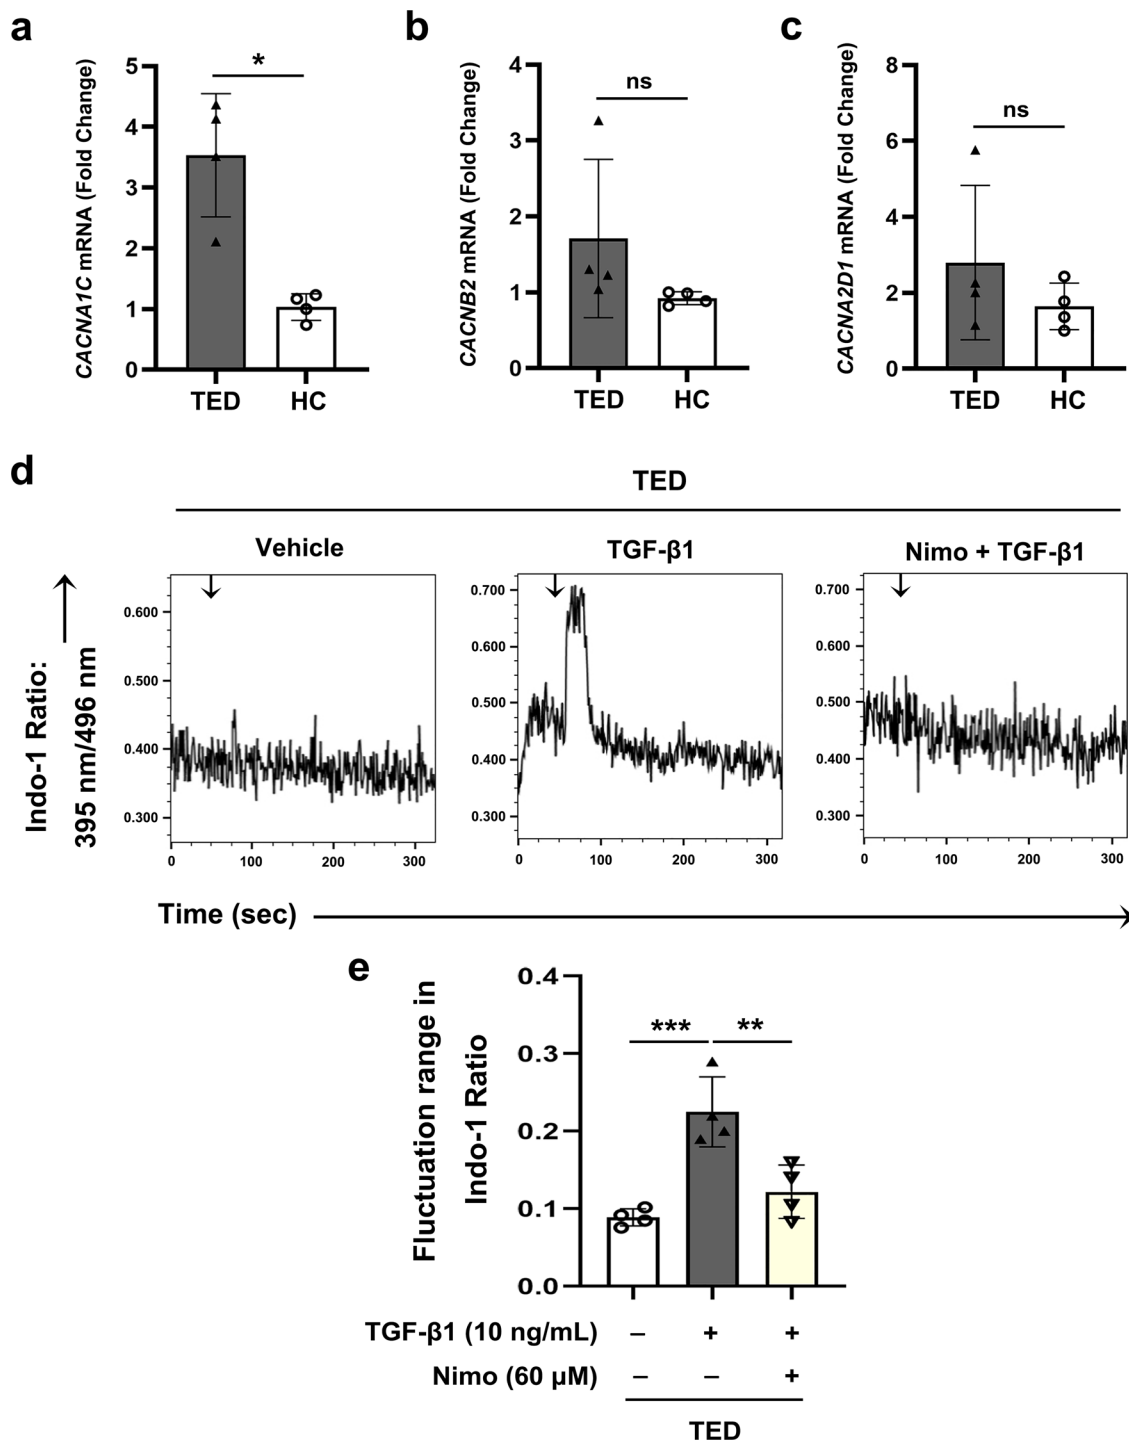 a
CACNA1C mRNA (Fold Change)
5
4
3
2
1
0
*
TED HC
b
CACNB2 mRNA (Fold Change)
4
3
2
1
0
ns
TED HC
c
CACNA2D1 mRNA (Fold Change)
8
6
4
2
0
ns
TED HC
d
TED
Vehicle
TGF-β1
Nimo + TGF-β1
Indo-1 Ratio:
395 nm/496 nm
0.600
0.500
0.400
0.300
0 100 200 300
0.700
0.600
0.500
0.400
0.300
0 100 200 300
0.700
0.600
0.500
0.400
0.300
0 100 200 300
Time (sec)
e
Fluctuation range in
Indo-1 Ratio
0.4
0.3
0.2
0.1
0.0
*** **
TGF-β1 (10 ng/mL) – + +
Nimo (60 μM) – – +
TED